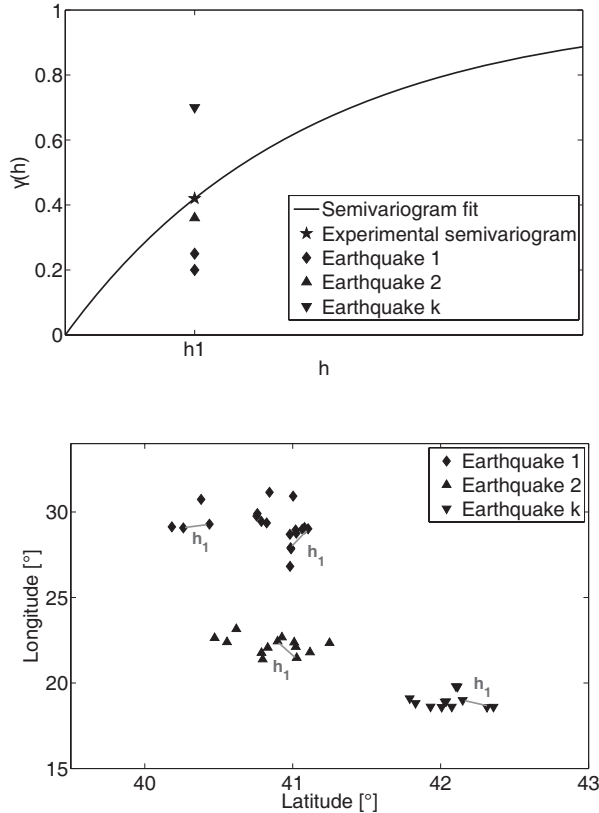 1
0.8
0.6
0.4
0.2
0
γ(h)
Semivariogram fit
Experimental semivariogram
Earthquake 1
Earthquake 2
Earthquake k
h1
h
Earthquake 1
Earthquake 2
Earthquake k
30
25
20
15
Longitude [°]
h1
h1
h1
h1
40
41
42
43
Latitude [°]